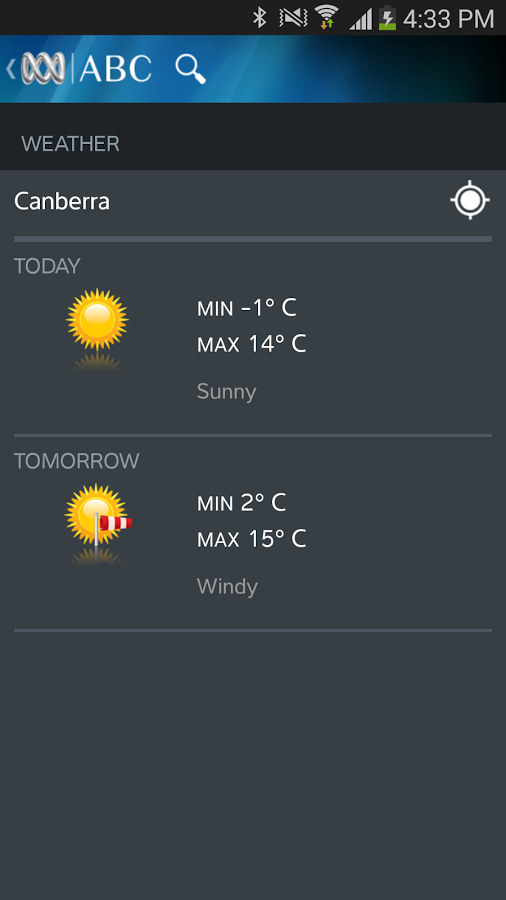 4:33 PM
ABC
WEATHER
Canberra
TODAY
MIN -1° C
MAX 14° C
Sunny
TOMORROW
MIN 2° C
MAX 15° C
Windy